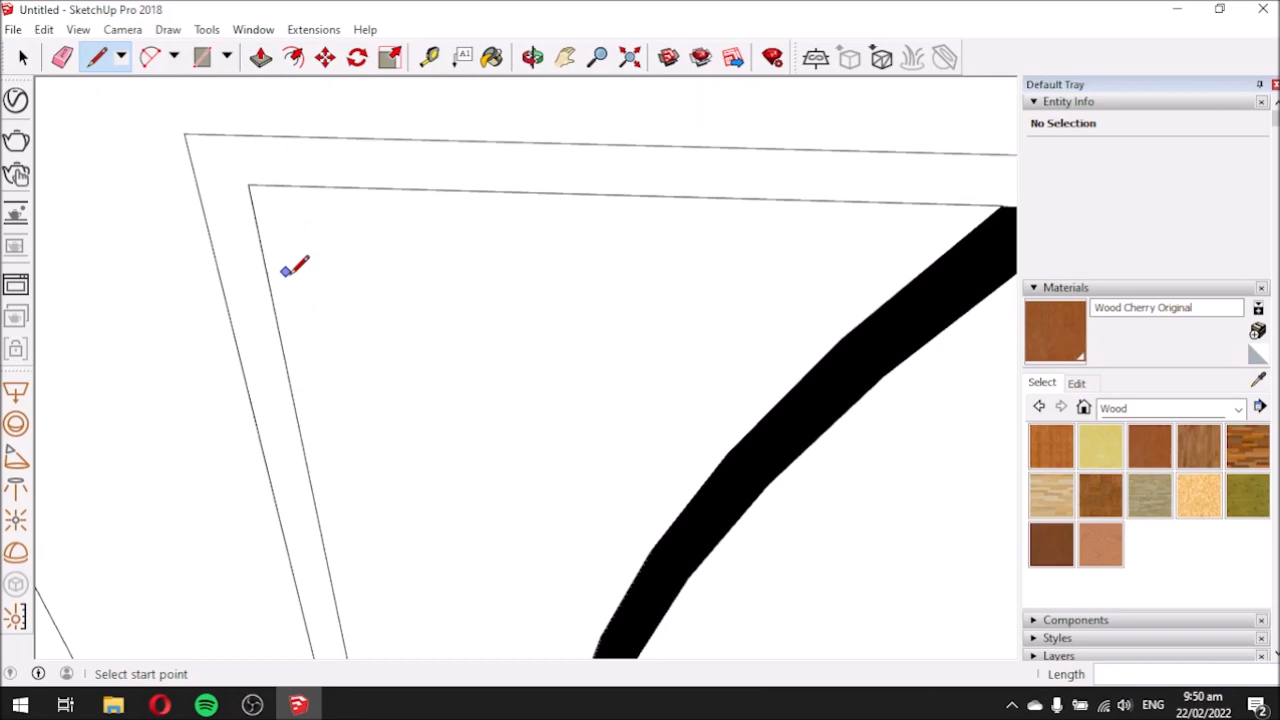 Untitled - SketchUp Pro 2018
File Edit View Camera Draw Tools Window Extensions Help
A1
Default Tray
Entity Info
No Selection
Materials
Wood Cherry Original
Select Edit
Wood
Components
Styles
Layers
Select start point
Length
ENG
9:50 am
22/02/2022
2